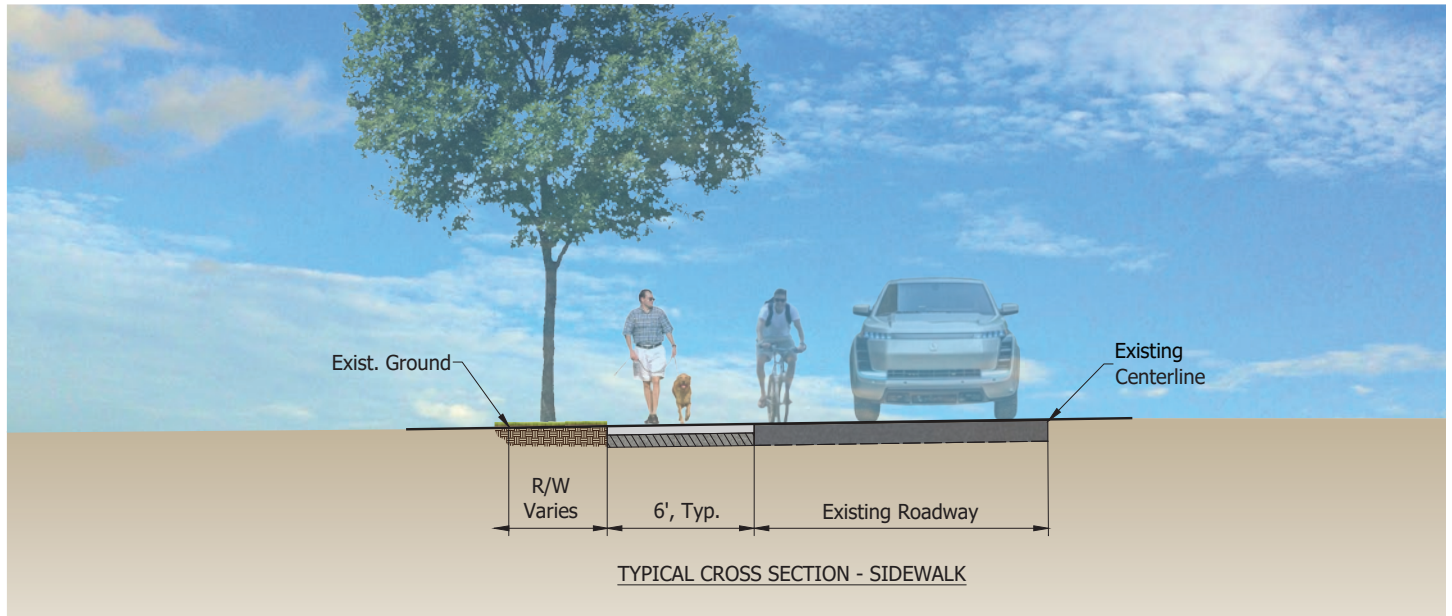 Exist. Ground
Existing
Centerline
R/W
Varies
6', Typ.
Existing Roadway
TYPICAL CROSS SECTION - SIDEWALK